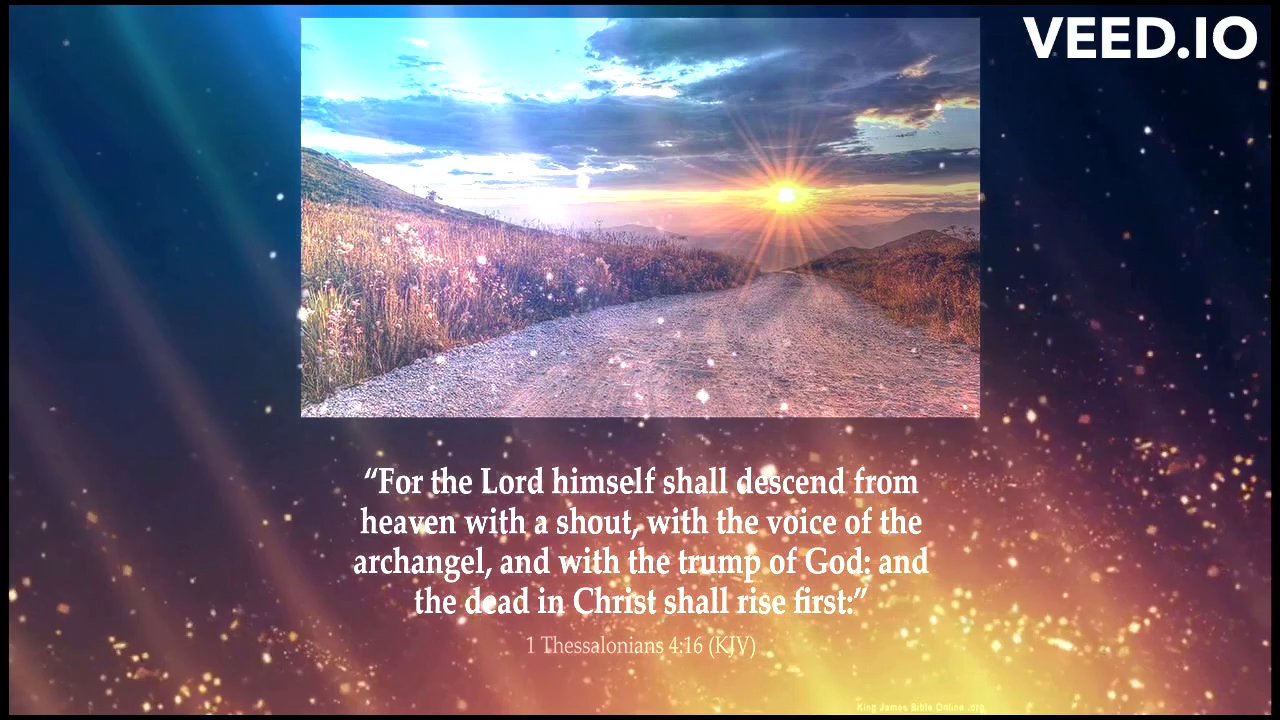 VEED.IO
“For the Lord himself shall descend from
heaven with a shout, with the voice of the
archangel, and with the trump of God: and
the dead in Christ shall rise first:”
1 Thessalonians 4:16 (KJV)
King James Bible Online .org